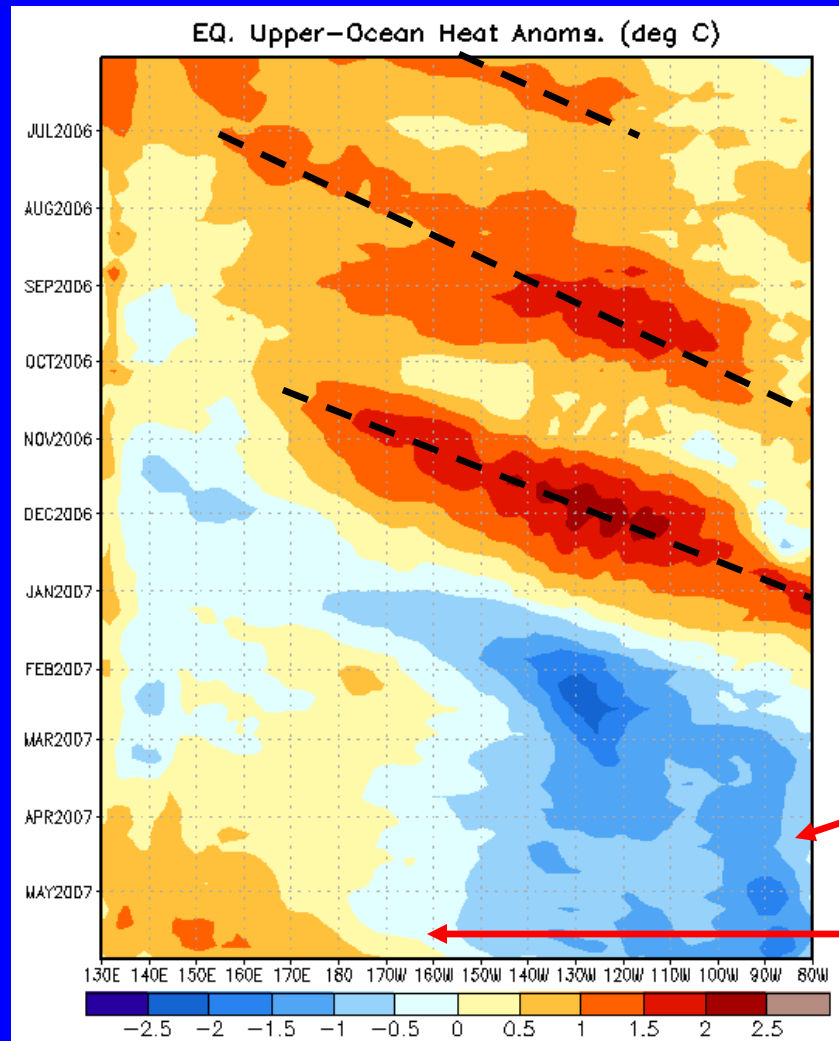 EQ. Upper-Ocean Heat Anoms. (deg C)
JUL2006
AUG2006
SEP2006
OCT2006
NOV2006
DEC2006
JAN2007
FEB2007
MAR2007
APR2007
MAY2007
130E 140E 150E 160E 170E 180 170W 160W 150W 140W 130W 120W 110W 100W 90W 80W
-2.5 -2 -1.5 -1 -0.5 0 0.5 1 1.5 2 2.5